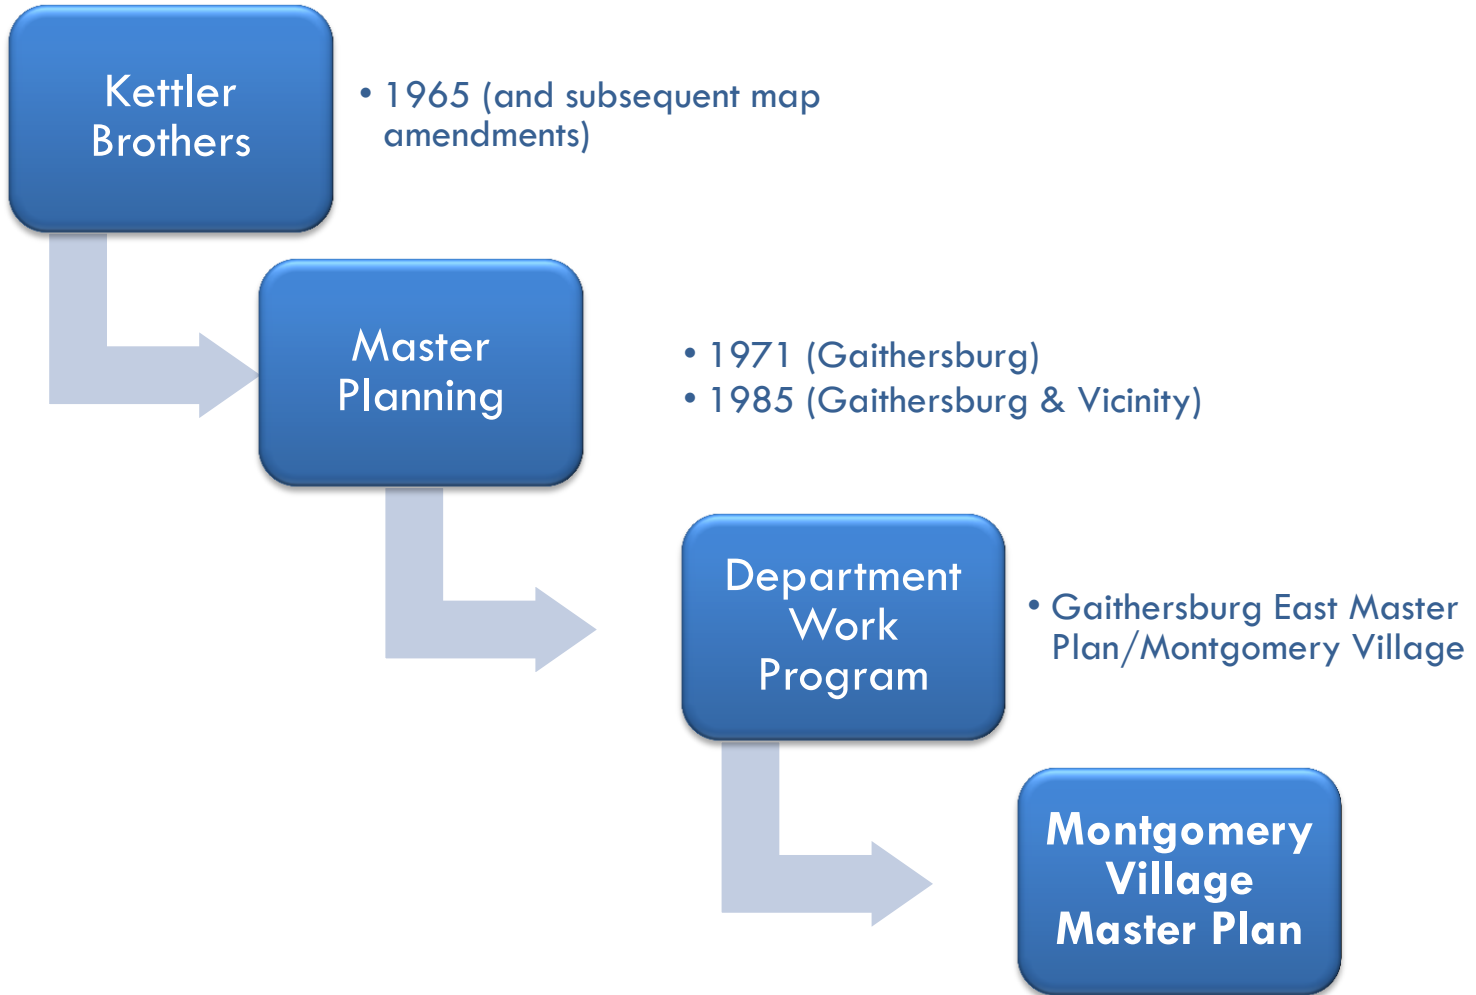 Kettler
Brothers
• 1965 (and subsequent map
amendments)
Master
Planning
• 1971 (Gaithersburg)
• 1985 (Gaithersburg & Vicinity)
Department
Work
Program
• Gaithersburg East Master
Plan/Montgomery Village
Montgomery
Village
Master Plan